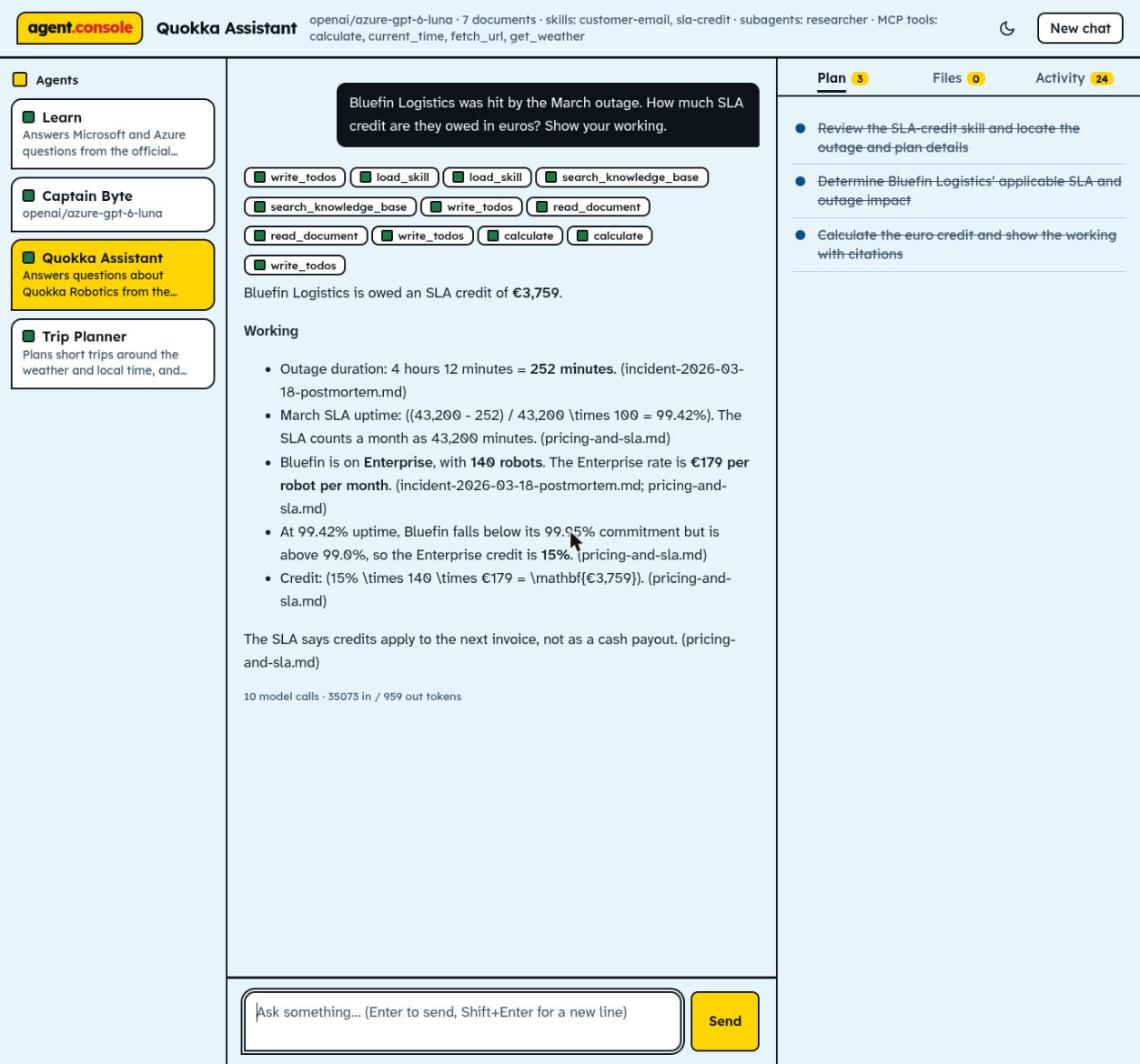 agent.console
Quokka Assistant
openai/azure-gpt-6-luna · 7 documents · skills: customer-email, sla-credit · subagents: researcher · MCP tools:
calculate, current_time, fetch_url, get_weather
New chat
Agents
Learn
Answers Microsoft and Azure
questions from the official…
Captain Byte
openai/azure-gpt-6-luna
Quokka Assistant
Answers questions about
Quokka Robotics from the…
Trip Planner
Plans short trips around the
weather and local time, and…
Bluefin Logistics was hit by the March outage. How much SLA
credit are they owed in euros? Show your working.
write_todos load_skill load_skill search_knowledge_base
search_knowledge_base write_todos read_document
read_document write_todos calculate calculate
write_todos
Bluefin Logistics is owed an SLA credit of €3,759.
Working
• Outage duration: 4 hours 12 minutes = 252 minutes. (incident-2026-03-
18-postmortem.md)
• March SLA uptime: ((43,200 - 252) / 43,200 \times 100 = 99.42%). The
SLA counts a month as 43,200 minutes. (pricing-and-sla.md)
• Bluefin is on Enterprise, with 140 robots. The Enterprise rate is €179 per
robot per month. (incident-2026-03-18-postmortem.md; pricing-and-
sla.md)
• At 99.42% uptime, Bluefin falls below its 99.95% commitment but is
above 99.0%, so the Enterprise credit is 15%. (pricing-and-sla.md)
• Credit: (15% \times 140 \times €179 = \mathbf{€3,759}). (pricing-and-
sla.md)
The SLA says credits apply to the next invoice, not as a cash payout. (pricing-
and-sla.md)
10 model calls · 35073 in / 959 out tokens
Ask something… (Enter to send, Shift+Enter for a new line)
Send
Plan 3
Files 0
Activity 24
Review the SLA-credit skill and locate the
outage and plan details
Determine Bluefin Logistics' applicable SLA and
outage impact
Calculate the euro credit and show the working
with citations